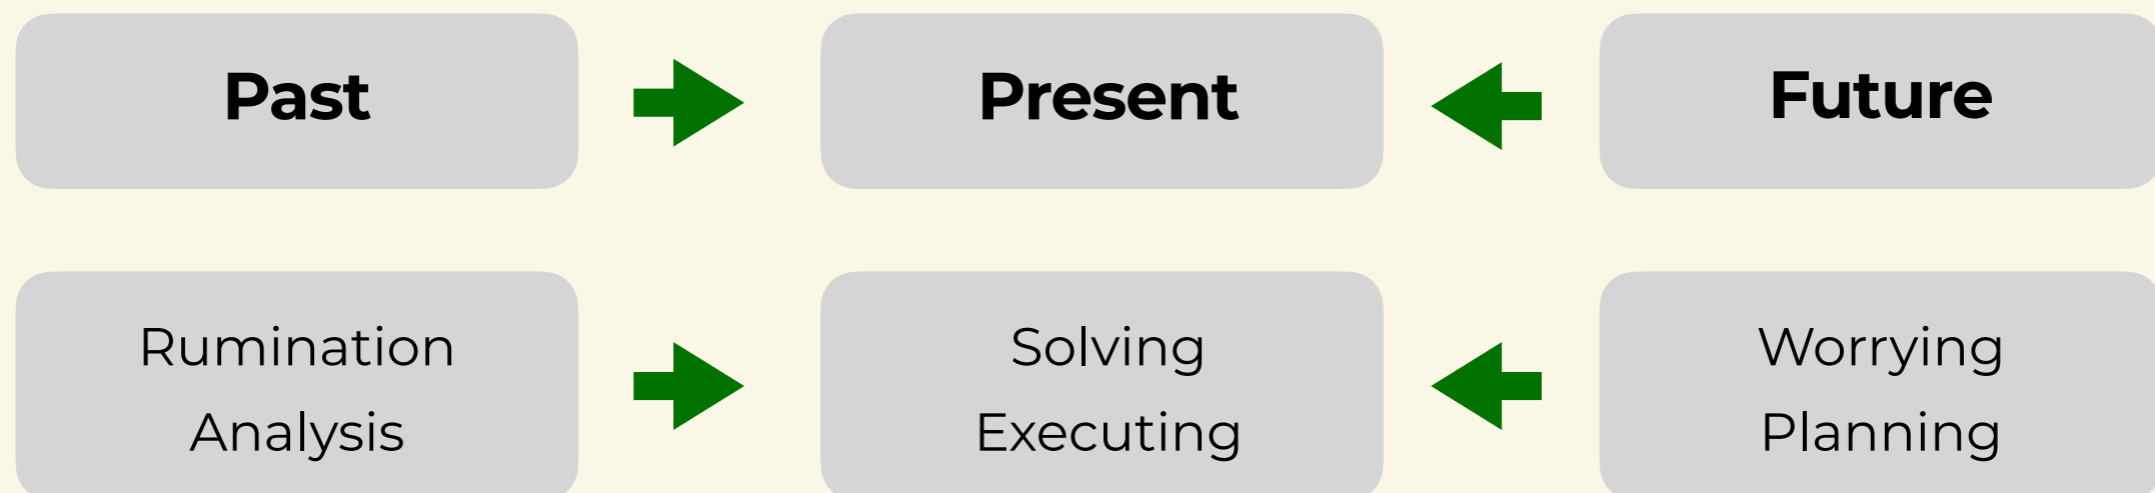 Past
Present
Future
Rumination
Analysis
Solving
Executing
Worrying
Planning